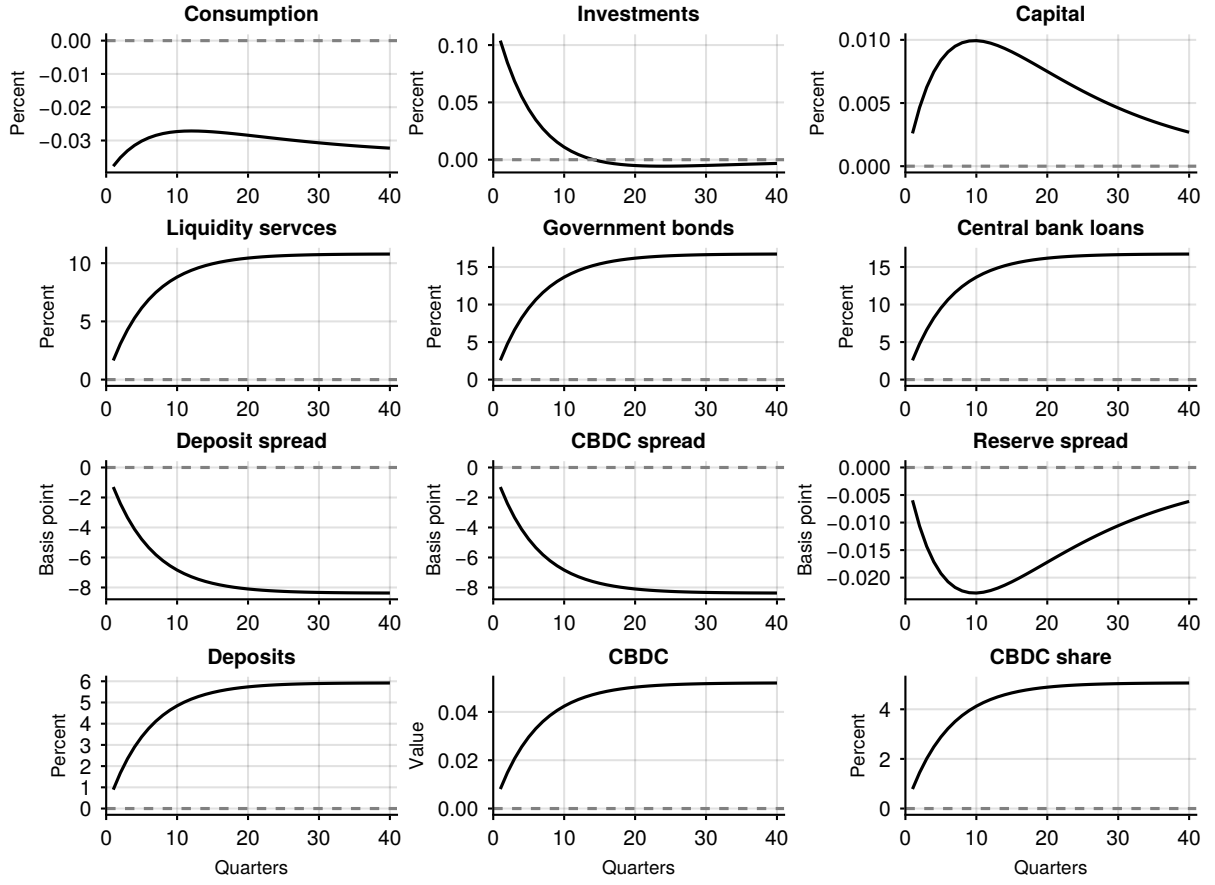 Consumption
Investments
Capital
Percent
0.00
−0.01
−0.02
−0.03
0 10 20 30 40
Percent
0.10
0.05
0.00
0 10 20 30 40
Percent
0.010
0.005
0.000
0 10 20 30 40
Liquidity servces
Government bonds
Central bank loans
Percent
10
5
0
0 10 20 30 40
Percent
15
10
5
0
0 10 20 30 40
Percent
15
10
5
0
0 10 20 30 40
Deposit spread
CBDC spread
Reserve spread
Basis point
0
−2
−4
−6
−8
0 10 20 30 40
Basis point
0
−2
−4
−6
−8
0 10 20 30 40
Basis point
0.000
−0.005
−0.010
−0.015
−0.020
0 10 20 30 40
Deposits
CBDC
CBDC share
Percent
6
5
4
3
2
1
0
0 10 20 30 40
Quarters
Value
0.04
0.02
0.00
0 10 20 30 40
Quarters
Percent
4
2
0
0 10 20 30 40
Quarters